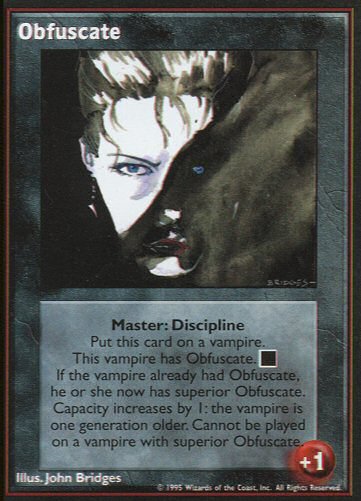 Obfuscate
BRIDGES-
Master: Discipline
Put this card on a vampire.
This vampire has Obfuscate.
If the vampire already had Obfuscate,
he or she now has superior Obfuscate.
Capacity increases by 1: the vampire is
one generation older. Cannot be played
on a vampire with superior Obfuscate.
+1
Illus. John Bridges
© 1995 Wizards of the Coast, Inc. All Rights Reserved.